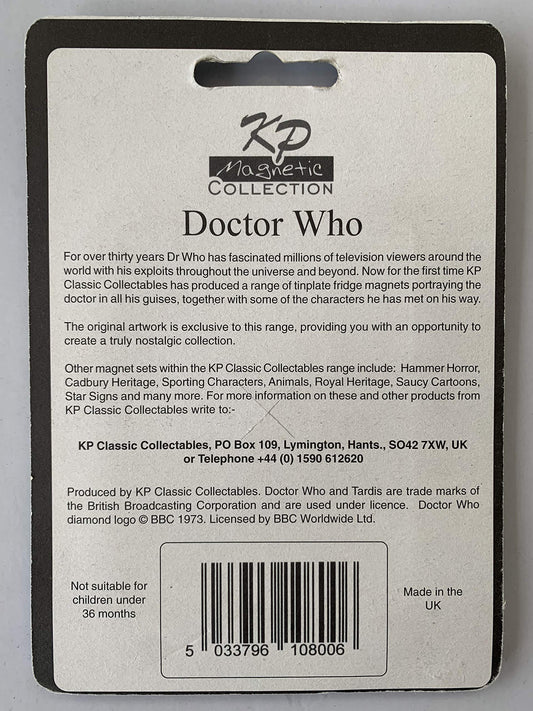 KP
Magnetic
COLLECTION
Doctor Who
For over thirty years Dr Who has fascinated millions of television viewers around the
world with his exploits throughout the universe and beyond. Now for the first time KP
Classic Collectables has produced a range of tinplate fridge magnets portraying the
doctor in all his guises, together with some of the characters he has met on his way.
The original artwork is exclusive to this range, providing you with an opportunity to
create a truly nostalgic collection.
Other magnet sets within the KP Classic Collectables range include: Hammer Horror,
Cadbury Heritage, Sporting Characters, Animals, Royal Heritage, Saucy Cartoons,
Star Signs and many more. For more information on these and other products from
KP Classic Collectables write to:-
KP Classic Collectables, PO Box 109, Lymington, Hants., SO42 7XW, UK
or Telephone +44 (0) 1590 612620
Produced by KP Classic Collectables. Doctor Who and Tardis are trade marks of
the British Broadcasting Corporation and are used under licence. Doctor Who
diamond logo © BBC 1973. Licensed by BBC Worldwide Ltd.
Not suitable for
children under
36 months
5 033796 108006
Made in the
UK